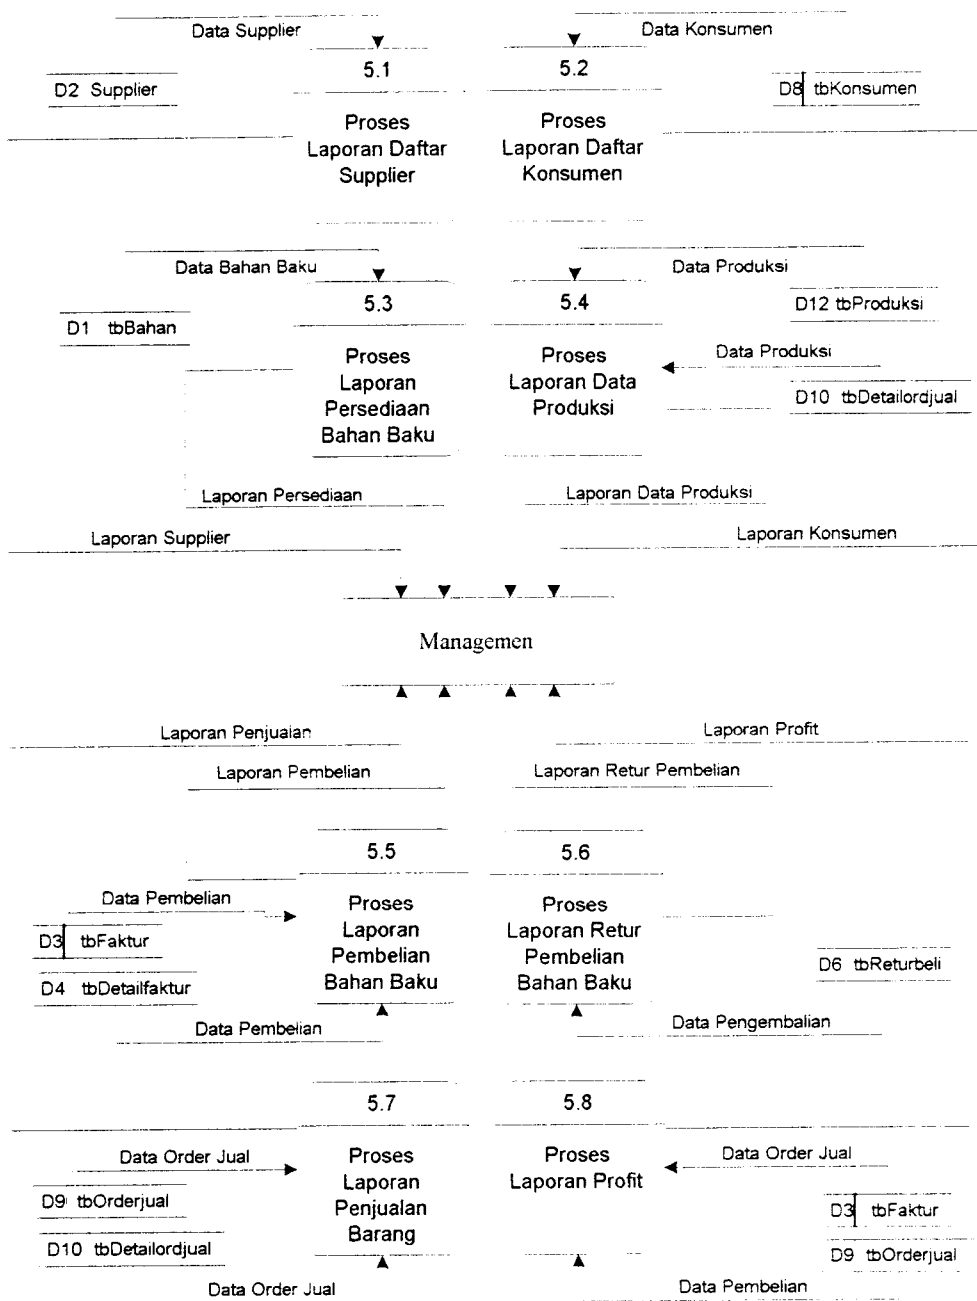 Data Supplier
Data Konsumen
5.1
5.2
D2 Supplier
D8 tbKonsumen
Proses
Laporan Daftar
Supplier
Proses
Laporan Daftar
Konsumen
Data Bahan Baku
Data Produksi
5.3
5.4
D1 tbBahan
D12 tbProduksi
Proses
Laporan
Persediaan
Bahan Baku
Proses
Laporan Data
Produksi
Data Produksi
D10 tbDetailordjual
Laporan Persediaan
Laporan Data Produksi
Laporan Supplier
Laporan Konsumen
Managemen
Laporan Penjualan
Laporan Profit
Laporan Pembelian
Laporan Retur Pembelian
5.5
5.6
Data Pembelian
Proses
Laporan
Pembelian
Bahan Baku
Proses
Laporan Retur
Pembelian
Bahan Baku
D3 tbFaktur
D4 tbDetailfaktur
D6 tbReturbeli
Data Pembelian
Data Pengembalian
5.7
5.8
Data Order Jual
Proses
Laporan
Penjualan
Barang
Proses
Laporan Profit
Data Order Jual
D9 tbOrderjual
D10 tbDetailordjual
D3 tbFaktur
D9 tbOrderjual
Data Order Jual
Data Pembelian